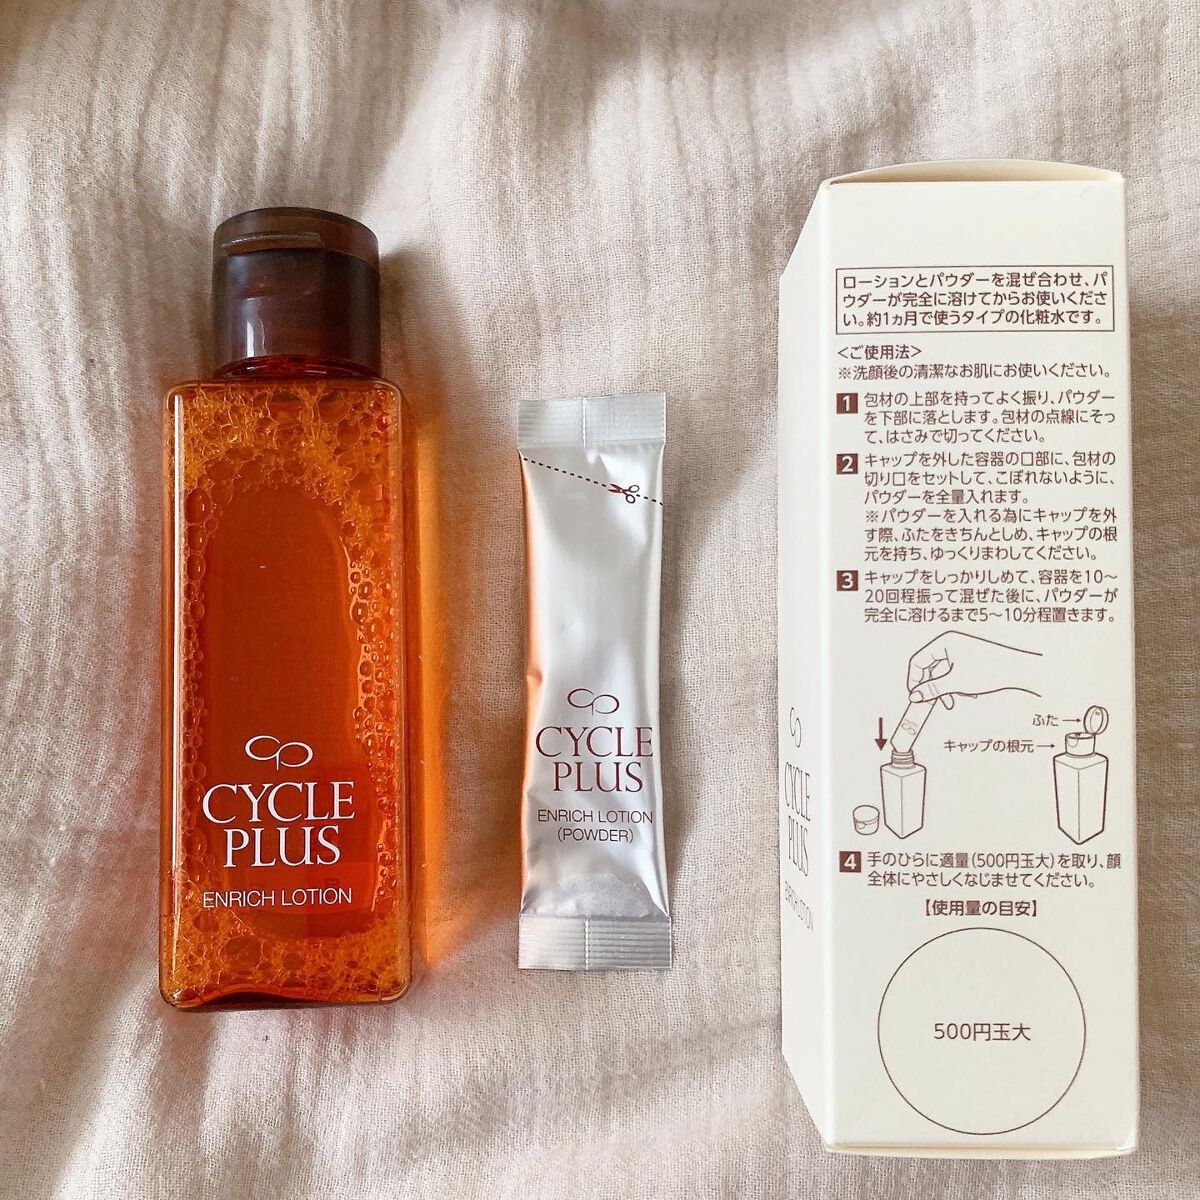 CYCLE
PLUS
ENRICH LOTION
CYCLE
PLUS
ENRICH LOTION
(POWDER)
CYCLE
PLUS
ENRICH LOTION
ローションとパウダーを混ぜ合わせ、パ
ウダーが完全に溶けてからお使いくださ
い。約1ヵ月で使うタイプの化粧水です。
<ご使用法>
※洗顔後の清潔なお肌にお使いください。
1 包材の上部を持ってよく振り、パウダー
を下部に落とします。包材の点線にそっ
て、はさみで切ってください。
2 キャップを外した容器の口部に、包材の
切り口をセットして、こぼれないように、
パウダーを全量入れます。
※パウダーを入れる為にキャップを外
す際、ふたをきちんとしめ、キャップの根
元を持ち、ゆっくりまわしてください。
3 キャップをしっかりしめて、容器を10〜
20回程振って混ぜた後に、パウダーが
完全に溶けるまで5〜10分程置きます。
ふた→
キャップの根元→
4 手のひらに適量(500円玉大)を取り、顔
全体にやさしくなじませてください。
【使用量の目安】
500円玉大